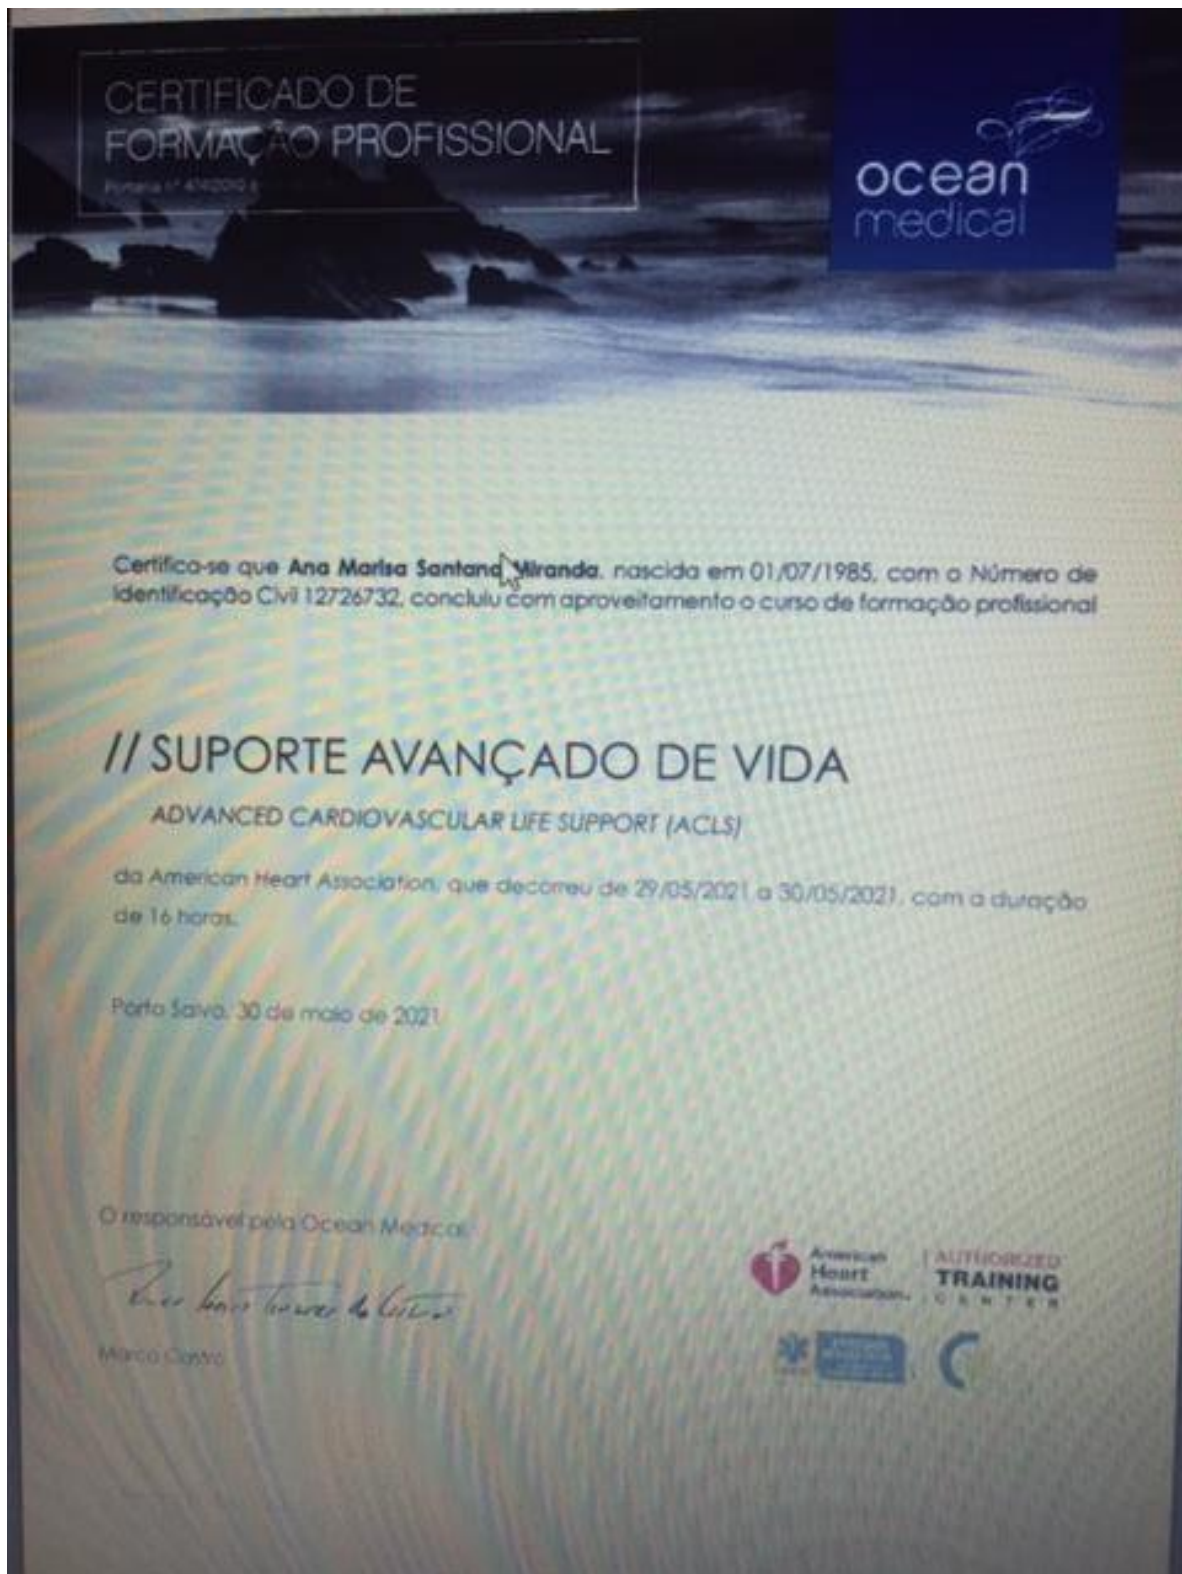 CERTIFICADO DE
FORMAÇÃO PROFISSIONAL
Portaria nº 474/2010
ocean
medical
Certifica-se que Ana Marisa Santana Miranda, nascida em 01/07/1985, com o Número de
Identificação Civil 12726732, concluiu com aproveitamento o curso de formação profissional
// SUPORTE AVANÇADO DE VIDA
ADVANCED CARDIOVASCULAR LIFE SUPPORT (ACLS)
da American Heart Association, que decorreu de 29/05/2021 a 30/05/2021, com a duração
de 16 horas.
Porto Salvo, 30 de maio de 2021
O responsável pela Ocean Medical,
Marco Castro
American
Heart
Association.
AUTHORIZED
TRAINING
CENTER